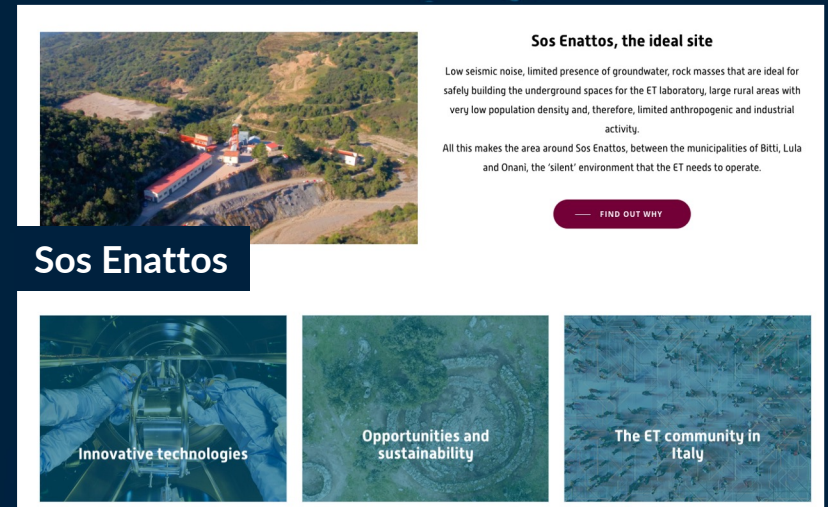 Sos Enattos, the ideal site
Low seismic noise, limited presence of groundwater, rock masses that are ideal for
safely building the underground spaces for the ET laboratory, large rural areas with
very low population density and, therefore, limited anthropogenic and industrial
activity.
All this makes the area around Sos Enattos, between the municipalities of Bitti, Lula
and Onanì, the ‘silent’ environment that the ET needs to operate.
FIND OUT WHY
Sos Enattos
Innovative technologies
Opportunities and
sustainability
The ET community in
Italy